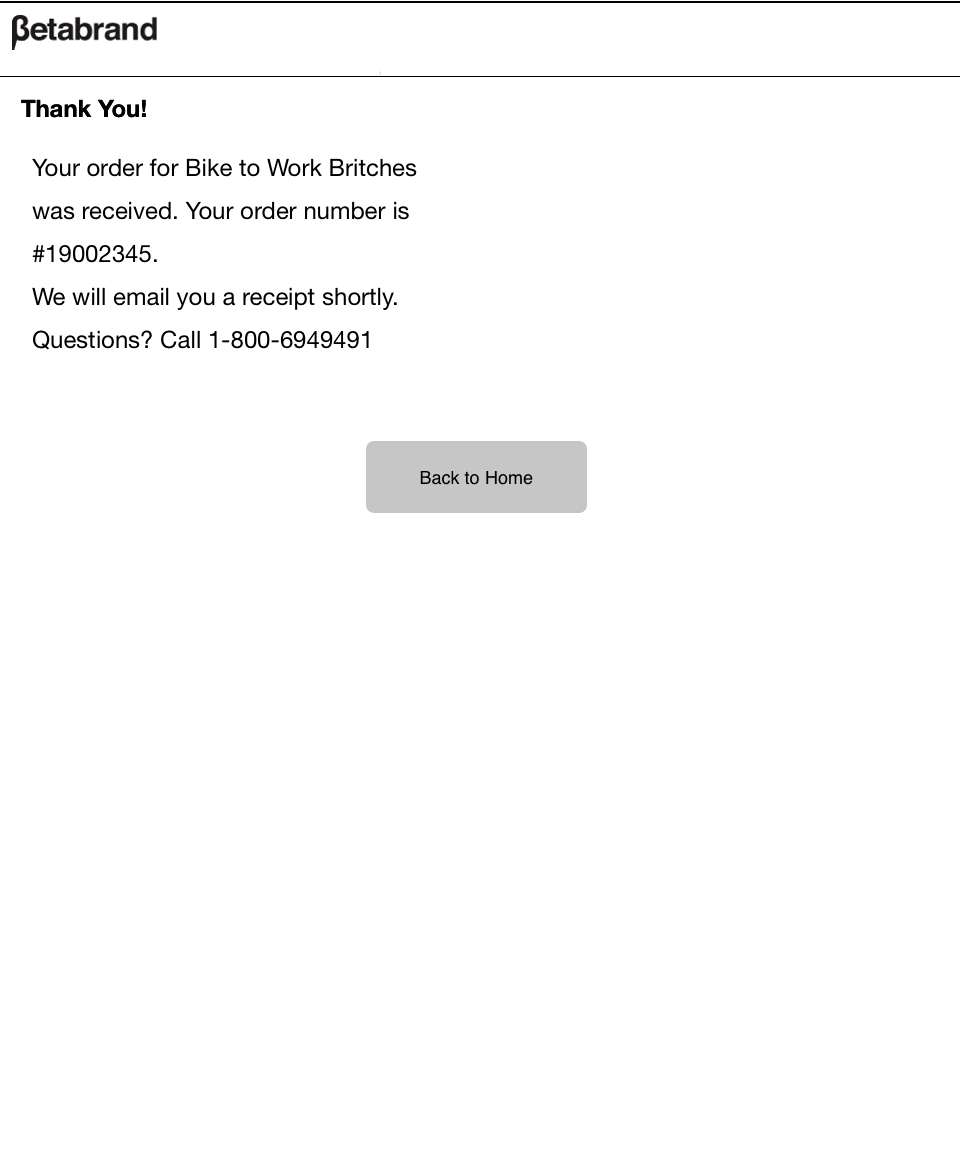 βetabrand
Thank You!
Your order for Bike to Work Britches
was received. Your order number is
#19002345.
We will email you a receipt shortly.
Questions? Call 1-800-6949491
Back to Home